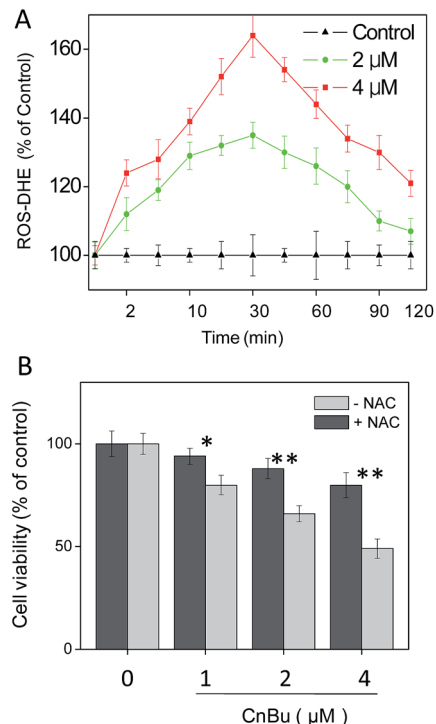 A
Control
2 µM
4 µM
160
140
120
100
ROS-DHE (% of Control)
2 10 30 60 90 120
Time (min)
B
- NAC
+ NAC
100
50
0
Cell viability (% of control)
* ** **
0 1 2 4
CnBu ( µM )